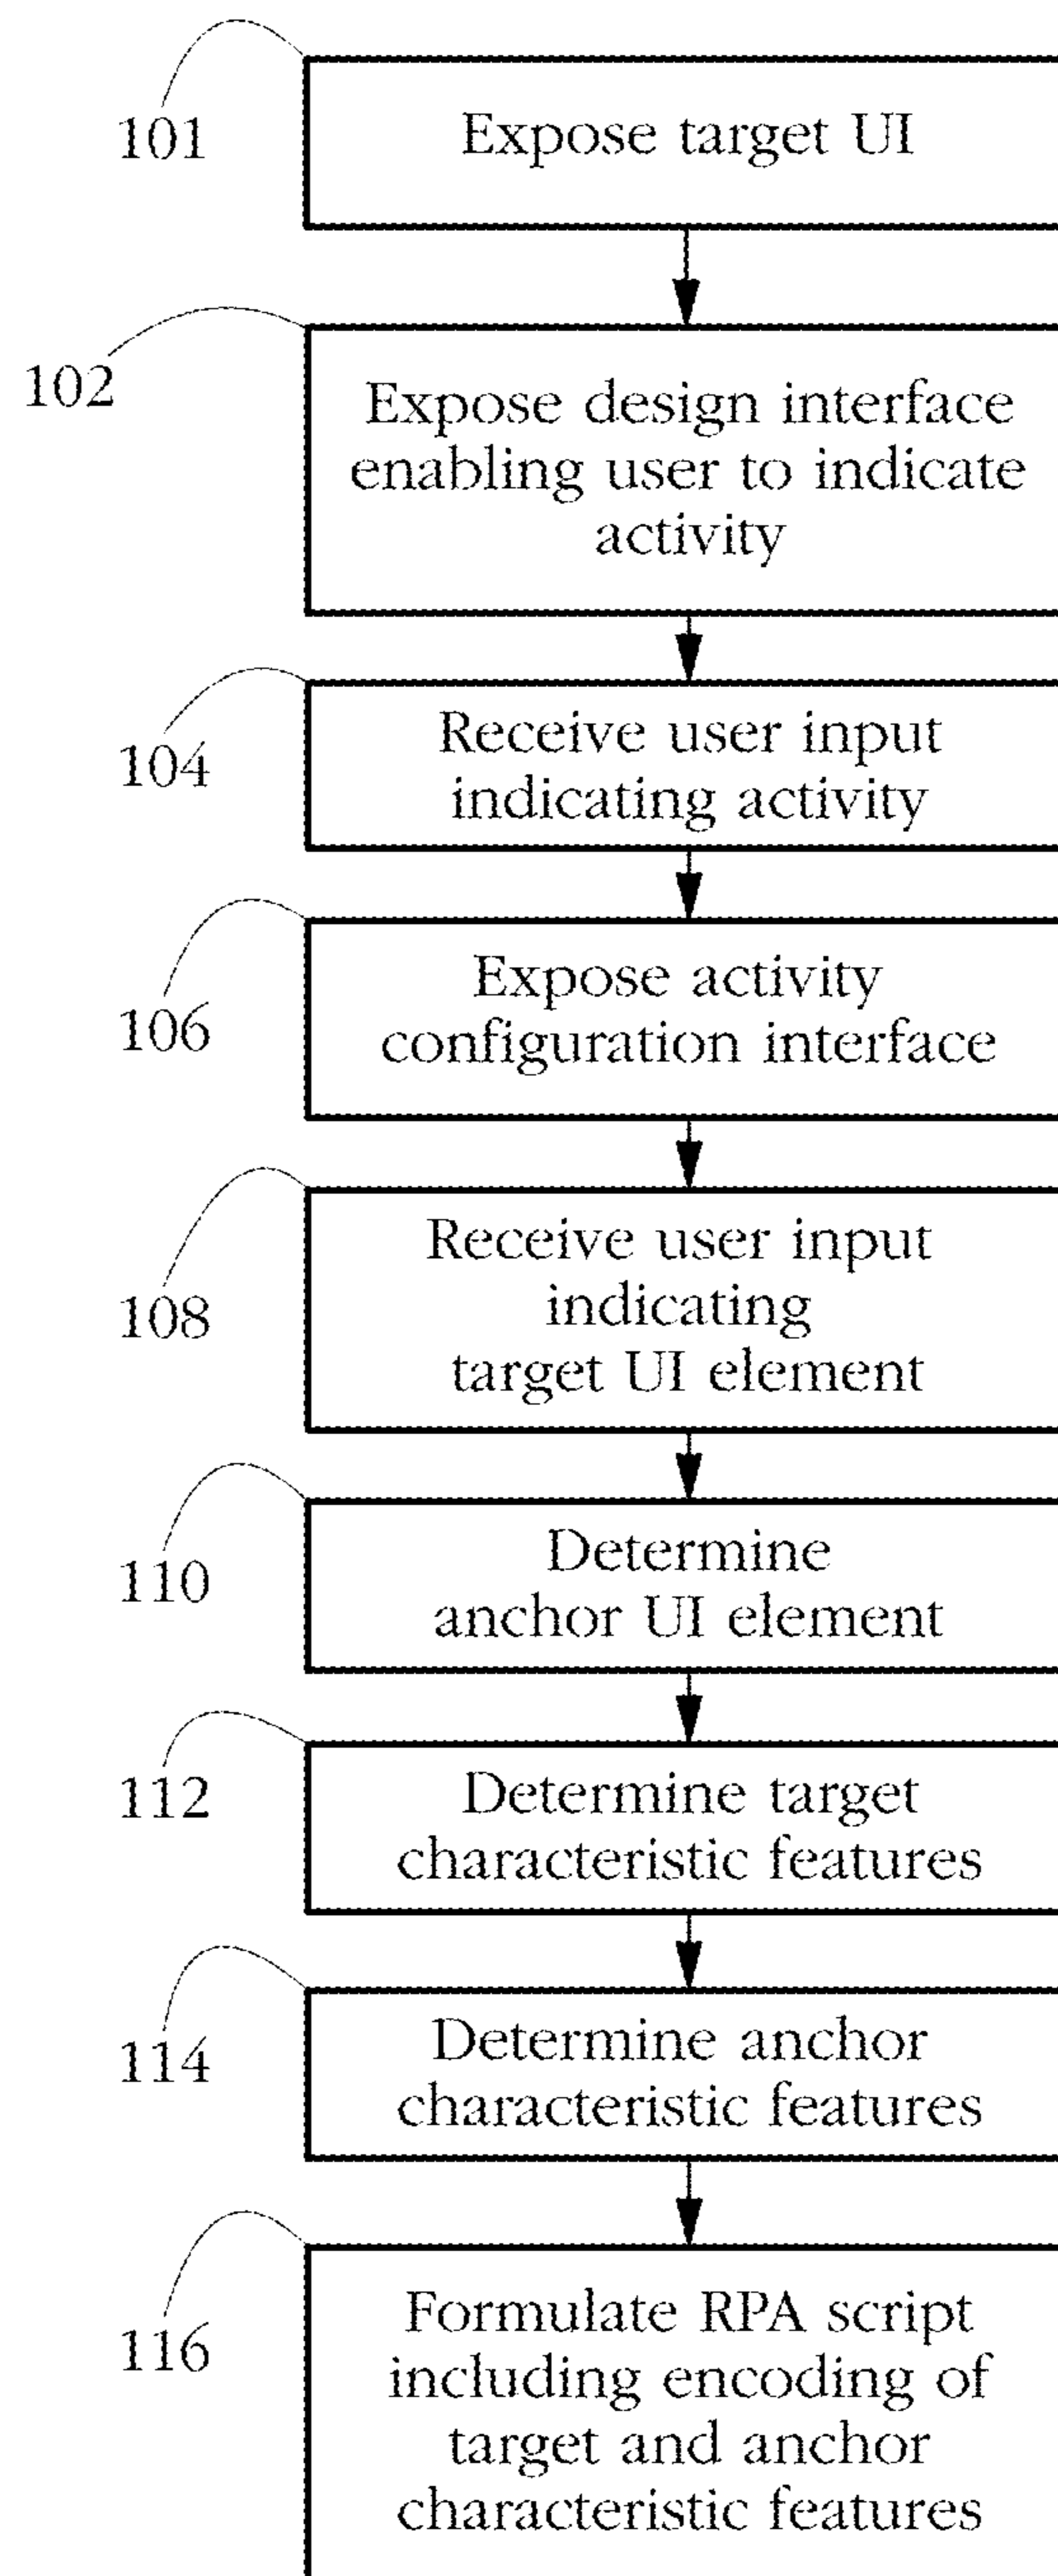 101
Expose target UI
102
Expose design interface
enabling user to indicate
activity
104
Receive user input
indicating activity
106
Expose activity
configuration interface
108
Receive user input
indicating
target UI element
110
Determine
anchor UI element
112
Determine target
characteristic features
114
Determine anchor
characteristic features
116
Formulate RPA script
including encoding of
target and anchor
characteristic features